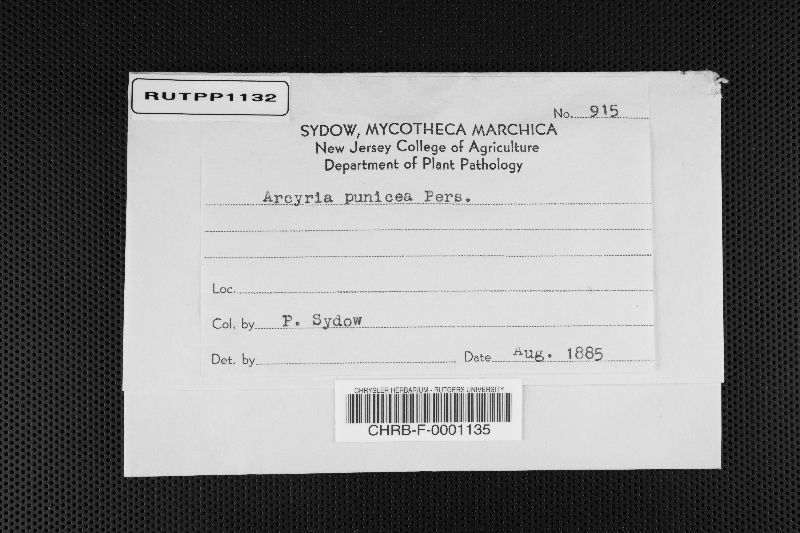 RUTPP1132
No. 915
SYDOW, MYCOTHECA MARCHICA
New Jersey College of Agriculture
Department of Plant Pathology
Arcyria punicea Pers.
Loc.
Col. by P. Sydow
Det. by Date Aug. 1885
CHRYSLER HERBARIUM - RUTGERS UNIVERSITY
CHRB-F-0001135